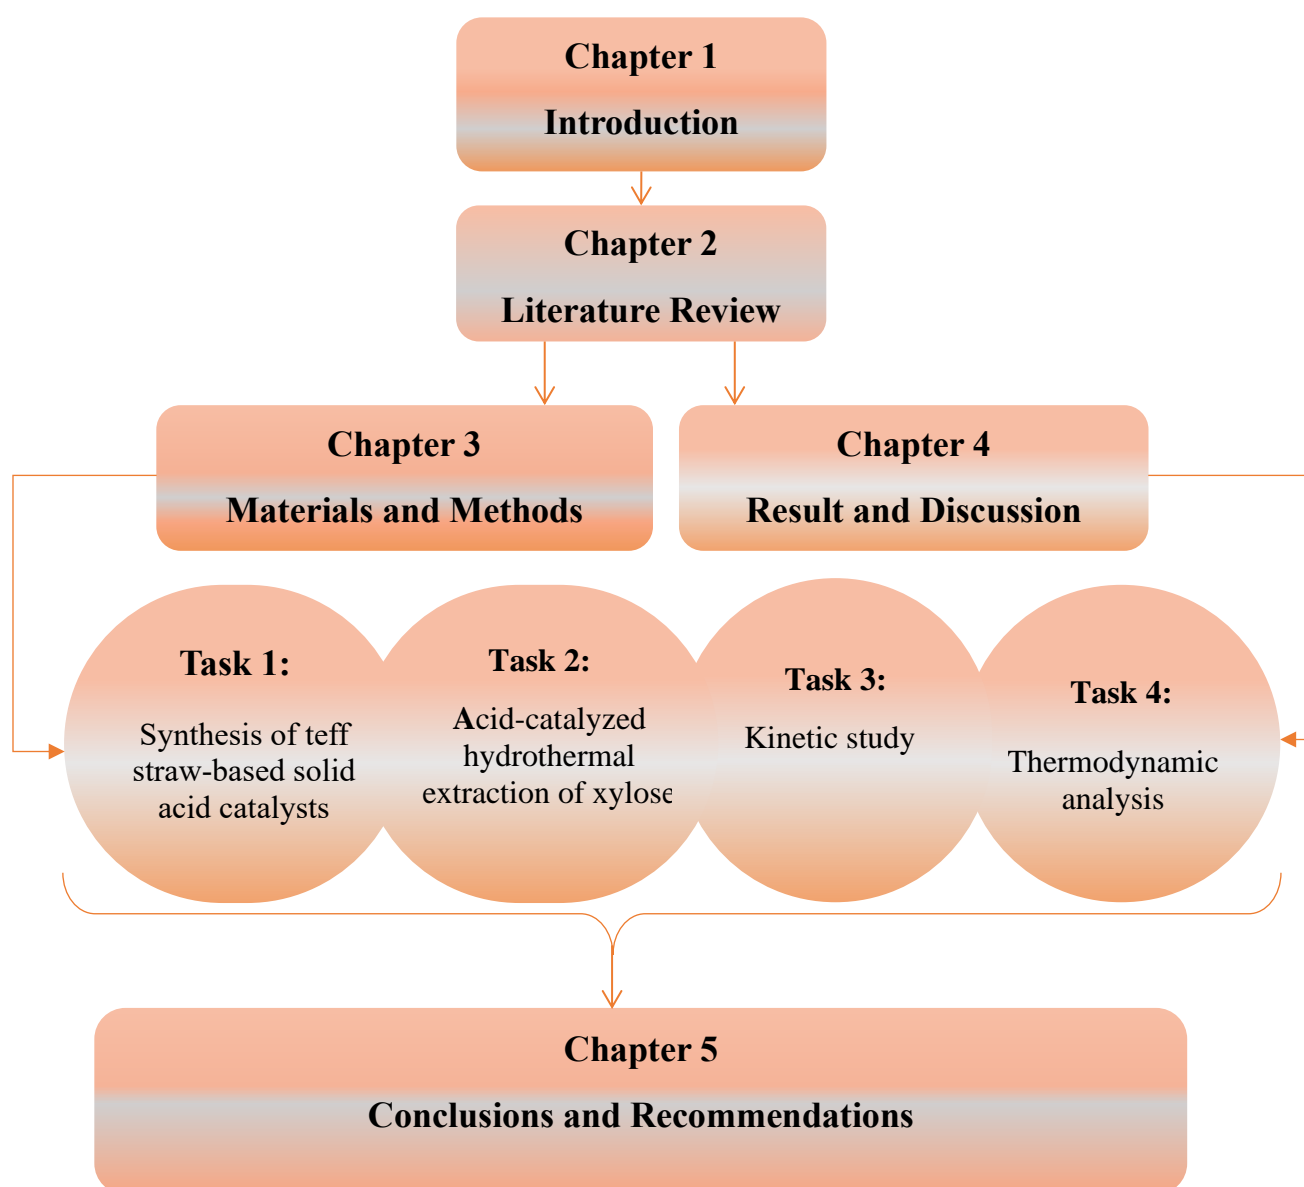 Chapter 1
Introduction
Chapter 2
Literature Review
Chapter 3
Materials and Methods
Chapter 4
Result and Discussion
Task 1:
Synthesis of teff
straw-based solid
acid catalysts
Task 2:
Acid-catalyzed
hydrothermal
extraction of xylose
Task 3:
Kinetic study
Task 4:
Thermodynamic
analysis
Chapter 5
Conclusions and Recommendations